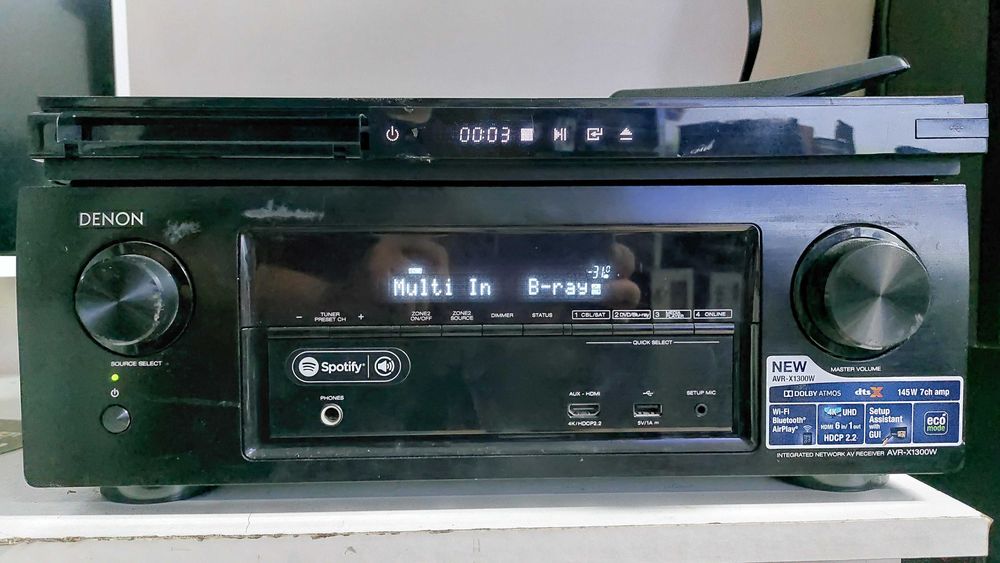 00:03
DENON
-31.0
Multi In B-ray
− TUNER PRESET CH +
ZONE2 ON/OFF
ZONE2 SOURCE
DIMMER
STATUS
1 CBL/SAT
2 DVD/Blu-ray
3
4 ONLINE
QUICK SELECT
SOURCE SELECT
Spotify
PHONES
AUX - HDMI
4K/HDCP2.2
5V/1A
SETUP MIC
MASTER VOLUME
NEW
AVR-X1300W
DOLBY ATMOS
dts X
145W 7ch amp
Wi-Fi
Bluetooth®
AirPlay®
4K UHD
HDMI 6 in/ 1 out
HDCP 2.2
Setup
Assistant
with
GUI
eco
mode
INTEGRATED NETWORK AV RECEIVER AVR-X1300W